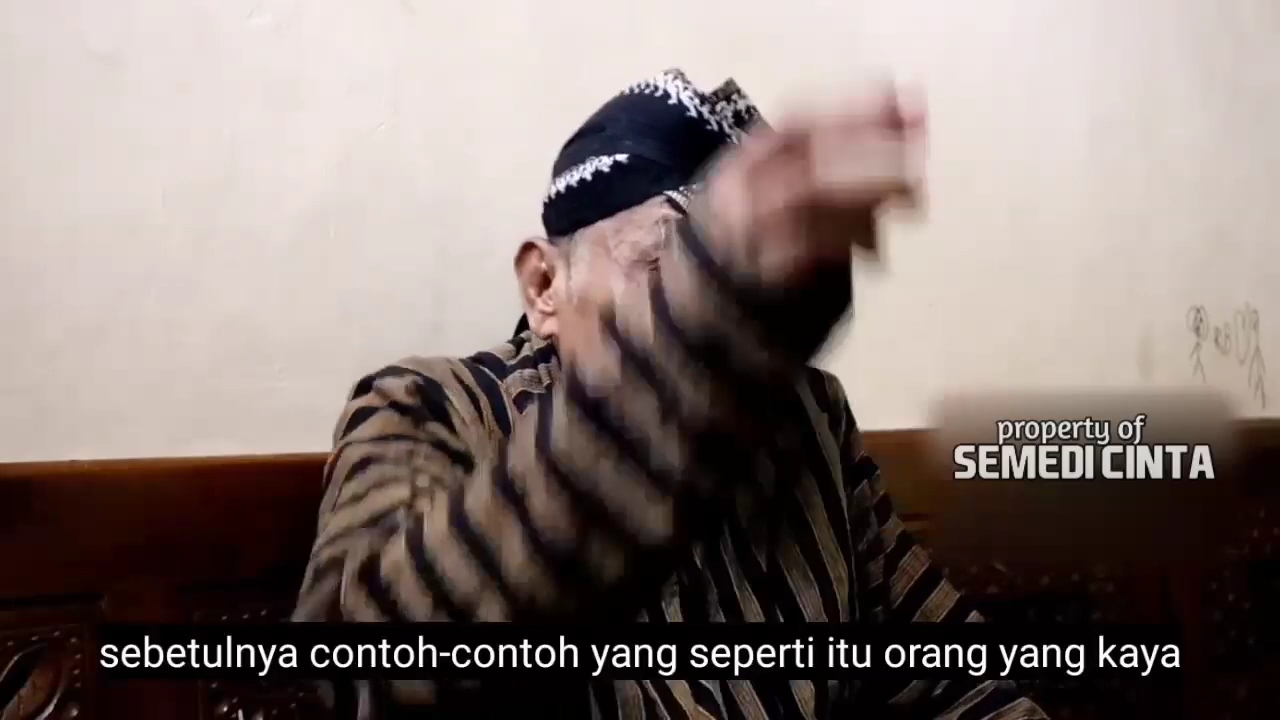 property of
SEMEDI CINTA
sebetulnya contoh-contoh yang seperti itu orang yang kaya